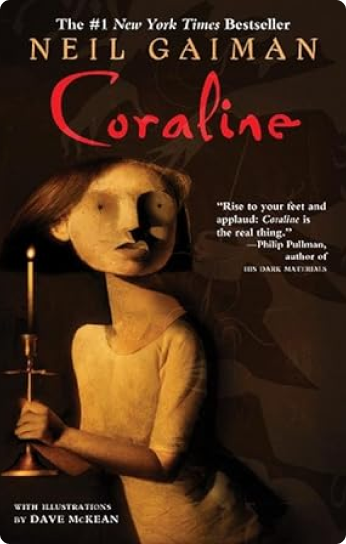 The #1 New York Times Bestseller
NEIL GAIMAN
Coraline
“Rise to your feet and
applaud: Coraline is
the real thing.”
—Philip Pullman,
author of
HIS DARK MATERIALS
WITH ILLUSTRATIONS
BY DAVE McKEAN